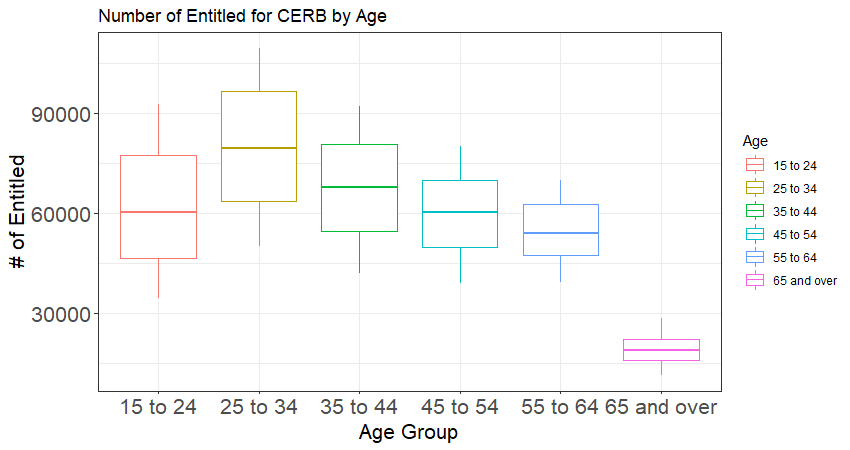 Number of Entitled for CERB by Age
# of Entitled
90000
60000
30000
15 to 24 25 to 34 35 to 44 45 to 54 55 to 64 65 and over
Age Group
Age
15 to 24
25 to 34
35 to 44
45 to 54
55 to 64
65 and over